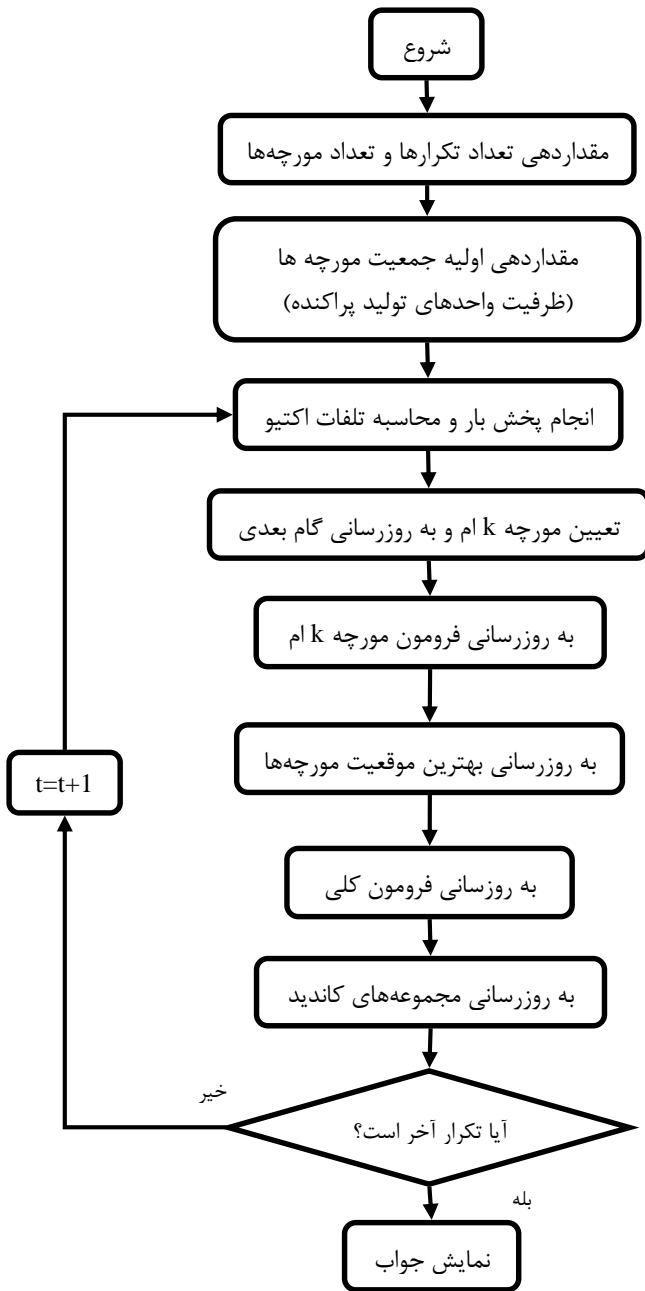 شروع
مقداردهی تعداد تکرارها و تعداد مورچه‌ها
مقداردهی اولیه جمعیت مورچه ها
(ظرفیت واحدهای تولید پراکنده)
انجام پخش بار و محاسبه تلفات اکتیو
تعیین مورچه k ام و به روزرسانی گام بعدی
به روزرسانی فرومون مورچه k ام
به روزرسانی بهترین موقعیت مورچه‌ها
t=t+1
به روزسانی فرومون کلی
به روزرسانی مجموعه‌های کاندید
خیر
آیا تکرار آخر است؟
بله
نمایش جواب